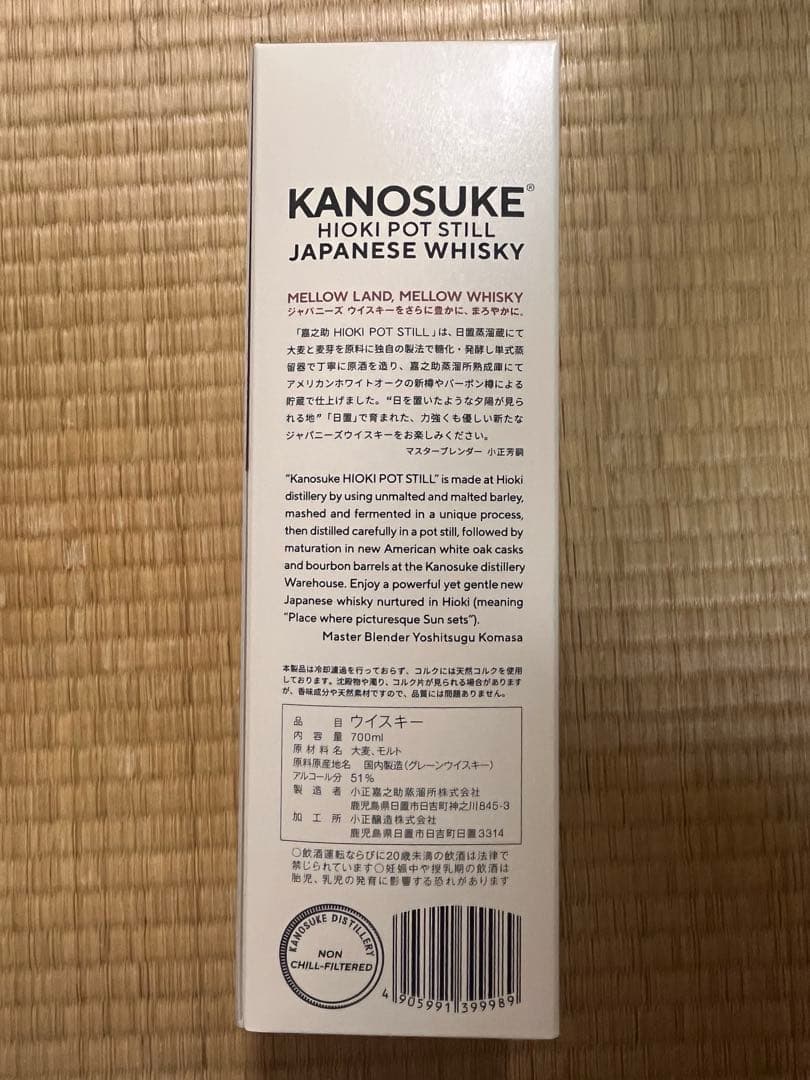 KANOSUKE®
HIOKI POT STILL
JAPANESE WHISKY
MELLOW LAND, MELLOW WHISKY
ジャパニーズ ウイスキーをさらに豊かに、まろやかに。
「嘉之助 HIOKI POT STILL」は、日置蒸溜蔵にて
大麦と麦芽を原料に独自の製法で糖化・発酵し単式蒸
留器で丁寧に原酒を造り、嘉之助蒸溜所熟成庫にて
アメリカンホワイトオークの新樽やバーボン樽による
貯蔵で仕上げました。“日を置いたような夕陽が見ら
れる地”「日置」で育まれた、力強くも優しい新たな
ジャパニーズウイスキーをお楽しみください。
マスターブレンダー 小正芳嗣
“Kanosuke HIOKI POT STILL” is made at Hioki
distillery by using unmalted and malted barley,
mashed and fermented in a unique process,
then distilled carefully in a pot still, followed by
maturation in new American white oak casks
and bourbon barrels at the Kanosuke distillery
Warehouse. Enjoy a powerful yet gentle new
Japanese whisky nurtured in Hioki (meaning
“Place where picturesque Sun sets”).
Master Blender Yoshitsugu Komasa
本製品は冷却濾過を行っておらず、コルクには天然コルクを使用
しております。沈殿物や濁り、コルク片が見られる場合があります
が、香味成分や天然素材ですので、品質には問題ありません。
品目 ウイスキー
内容量 700ml
原材料名 大麦、モルト
原料原産地名 国内製造(グレーンウイスキー)
アルコール分 51%
製造者 小正嘉之助蒸溜所株式会社
鹿児島県日置市日吉町神之川845-3
加工所 小正醸造株式会社
鹿児島県日置市日吉町日置3314
○飲酒運転ならびに20歳未満の飲酒は法律で
禁じられています○妊娠中や授乳期の飲酒は
胎児、乳児の発育に影響する恐れがあります
KANOSUKE DISTILLERY
NON
CHILL-FILTERED
4 905991 399989